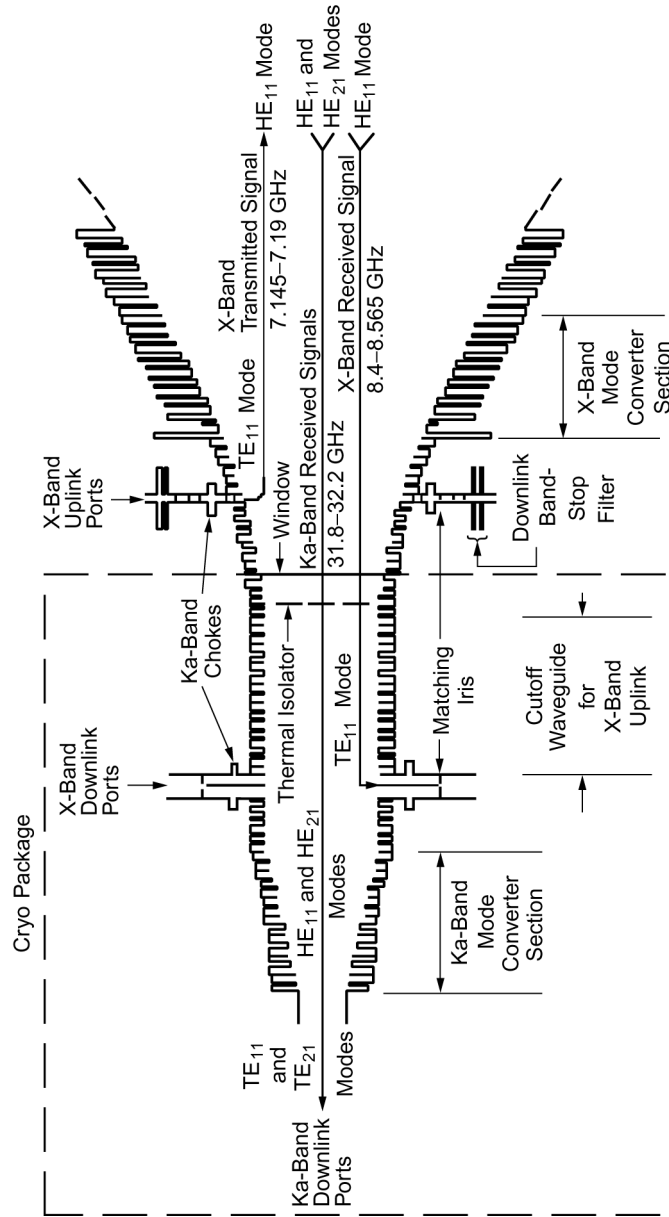 Cryo Package
X-Band
Downlink
Ports
X-Band
Uplink
Ports
Ka-Band
Chokes
Window
Thermal Isolator
TE11 Mode
X-Band
Transmitted Signal
7.145–7.19 GHz
HE11 Mode
Ka-Band Received Signals
31.8–32.2 GHz
HE11 and
HE21 Modes
X-Band Received Signal
8.4–8.565 GHz
HE11 Mode
TE11 Mode
HE11 and HE21
Modes
TE11
and
TE21
Modes
Ka-Band
Downlink
Ports
Matching
Iris
Downlink
Band-
Stop
Filter
Ka-Band
Mode
Converter
Section
Cutoff
Waveguide
for
X-Band
Uplink
X-Band
Mode
Converter
Section